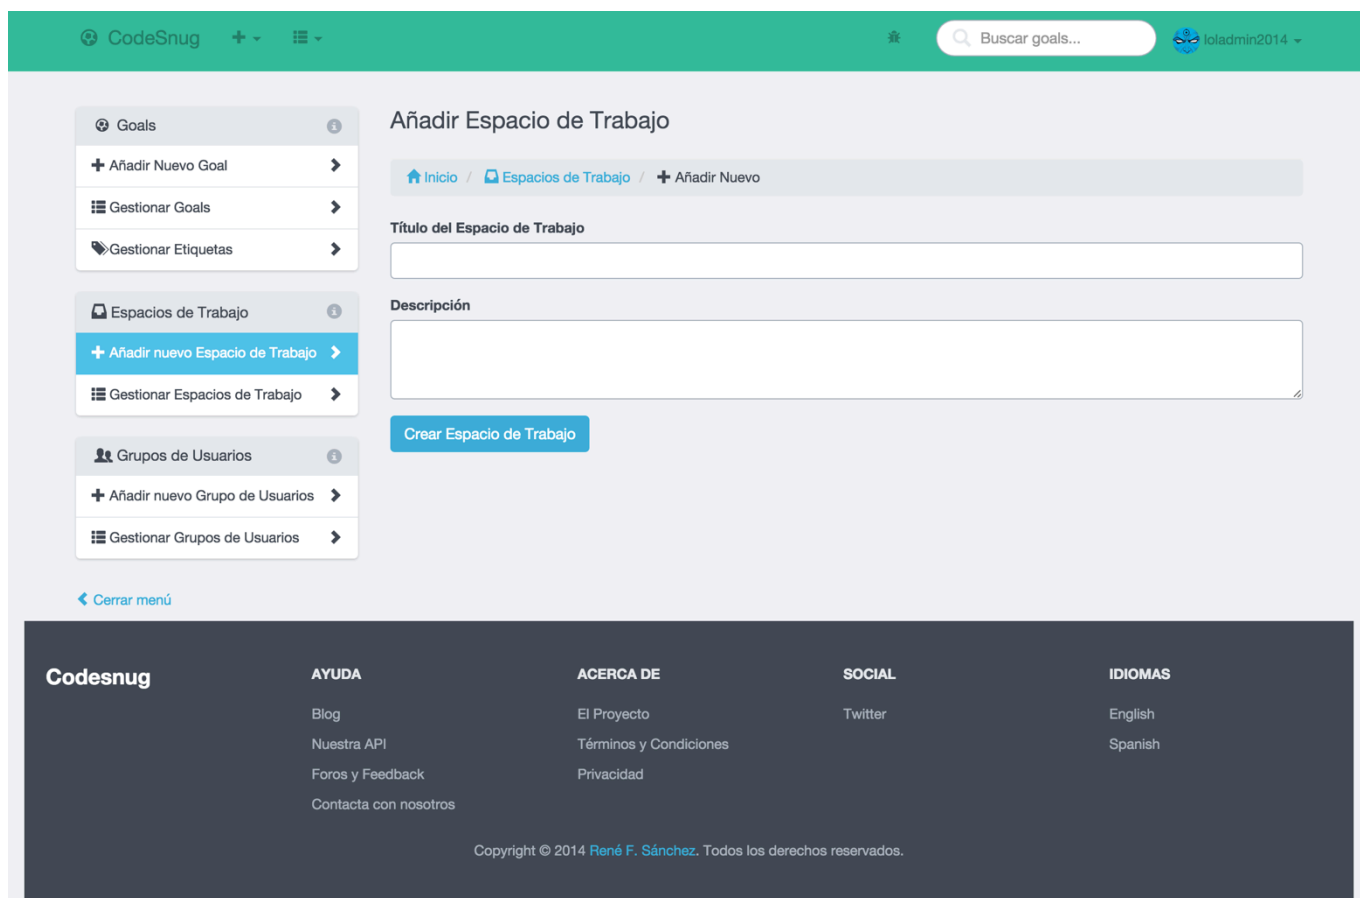 CodeSnug
Buscar goals...
loladmin2014
Goals
Añadir Nuevo Goal
Gestionar Goals
Gestionar Etiquetas
Espacios de Trabajo
Añadir nuevo Espacio de Trabajo
Gestionar Espacios de Trabajo
Grupos de Usuarios
Añadir nuevo Grupo de Usuarios
Gestionar Grupos de Usuarios
Cerrar menú
Añadir Espacio de Trabajo
Inicio / Espacios de Trabajo / Añadir Nuevo
Título del Espacio de Trabajo
Descripción
Crear Espacio de Trabajo
Codesnug
AYUDA
Blog
Nuestra API
Foros y Feedback
Contacta con nosotros
ACERCA DE
El Proyecto
Términos y Condiciones
Privacidad
SOCIAL
Twitter
IDIOMAS
English
Spanish
Copyright © 2014 René F. Sánchez. Todos los derechos reservados.